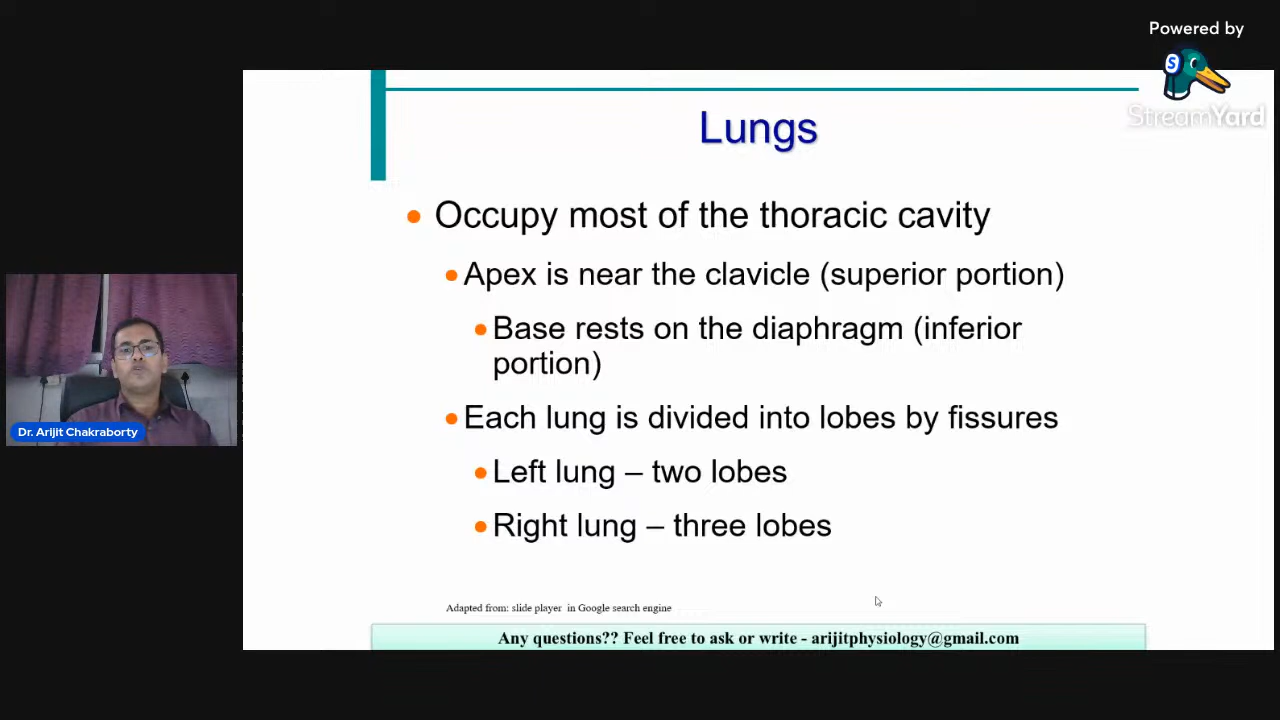 Powered by
S
StreamYard
Lungs
Occupy most of the thoracic cavity
Apex is near the clavicle (superior portion)
Base rests on the diaphragm (inferior
portion)
Each lung is divided into lobes by fissures
Left lung – two lobes
Right lung – three lobes
Dr. Arijit Chakraborty
Adapted from: slide player in Google search engine
Any questions?? Feel free to ask or write - arijitphysiology@gmail.com